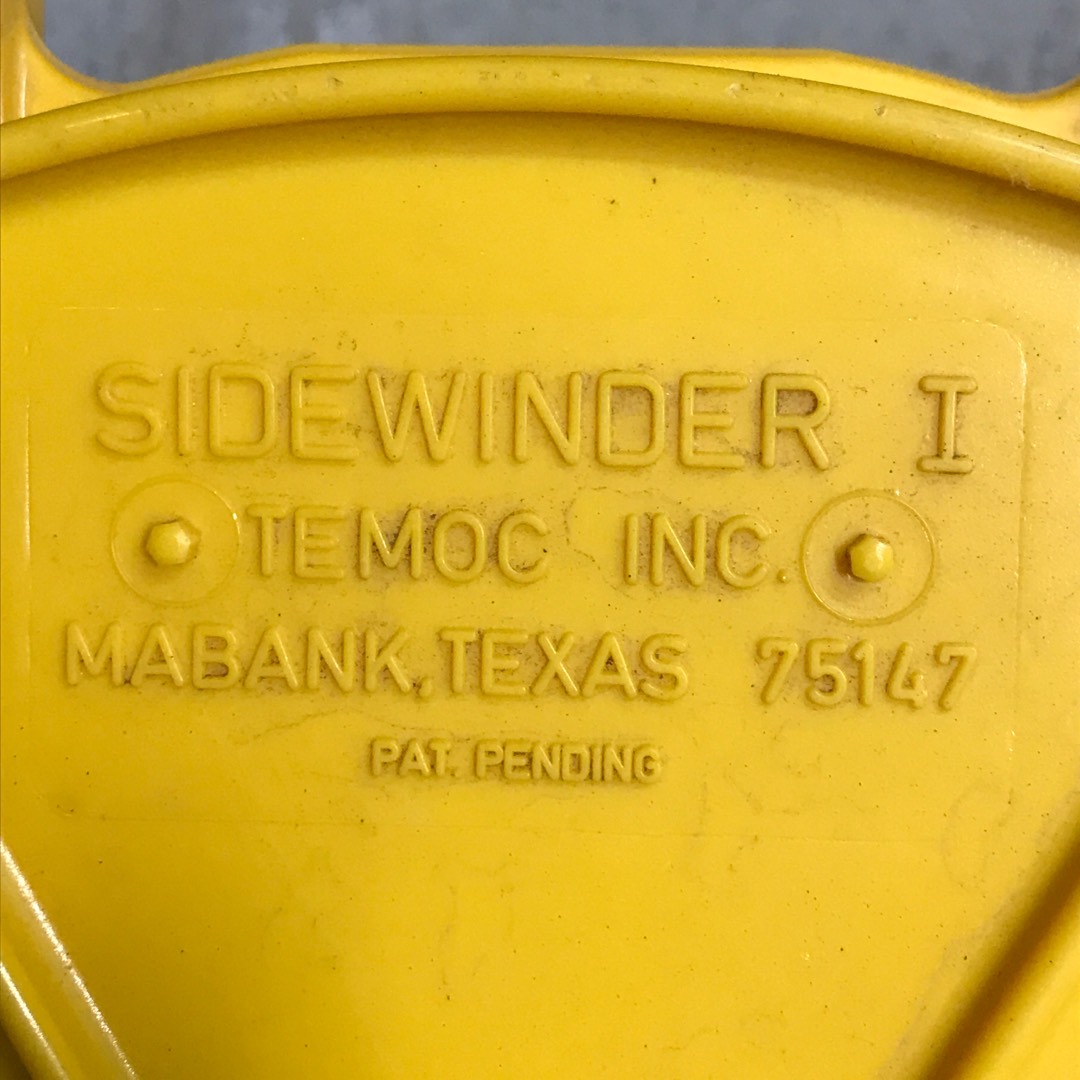 SIDEWINDER I
TEMOC INC.
MABANK, TEXAS 75147
PAT. PENDING